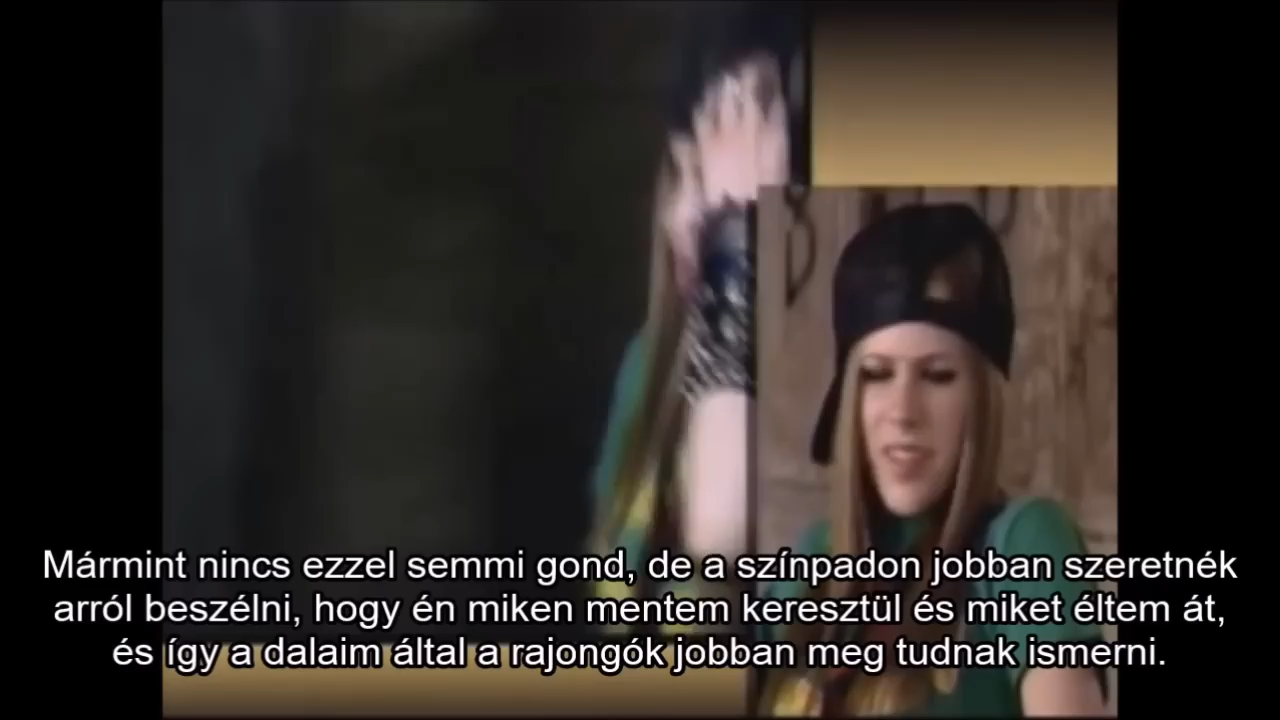 Mármint nincs ezzel semmi gond, de a színpadon jobban szeretnék
arról beszélni, hogy én miken mentem keresztül és miket éltem át,
és így a dalaim által a rajongók jobban meg tudnak ismerni.